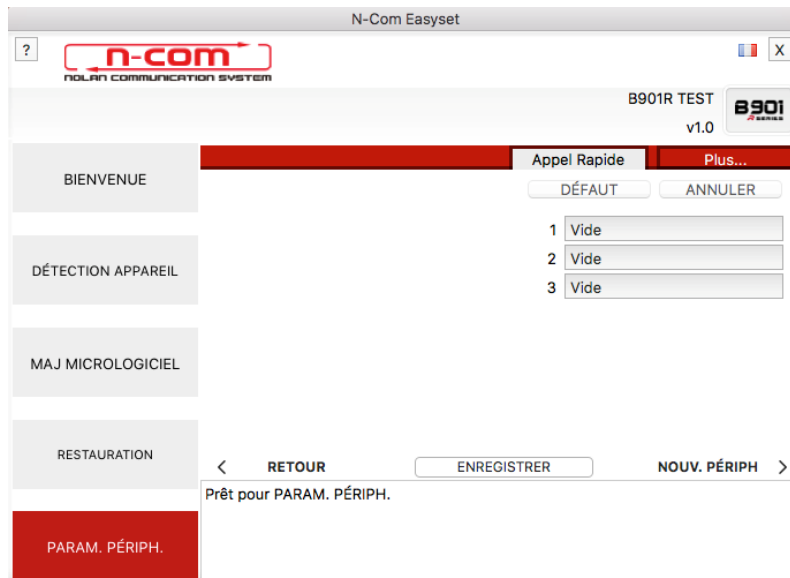 N-Com Easyset
?
n-com
NOLAN COMMUNICATION SYSTEM
X
B901R TEST
v1.0
B901
R SERIES
Appel Rapide
Plus...
DÉFAUT
ANNULER
1 Vide
2 Vide
3 Vide
BIENVENUE
DÉTECTION APPAREIL
MAJ MICROLOGICIEL
RESTAURATION
PARAM. PÉRIPH.
< RETOUR
ENREGISTRER
NOUV. PÉRIPH >
Prêt pour PARAM. PÉRIPH.